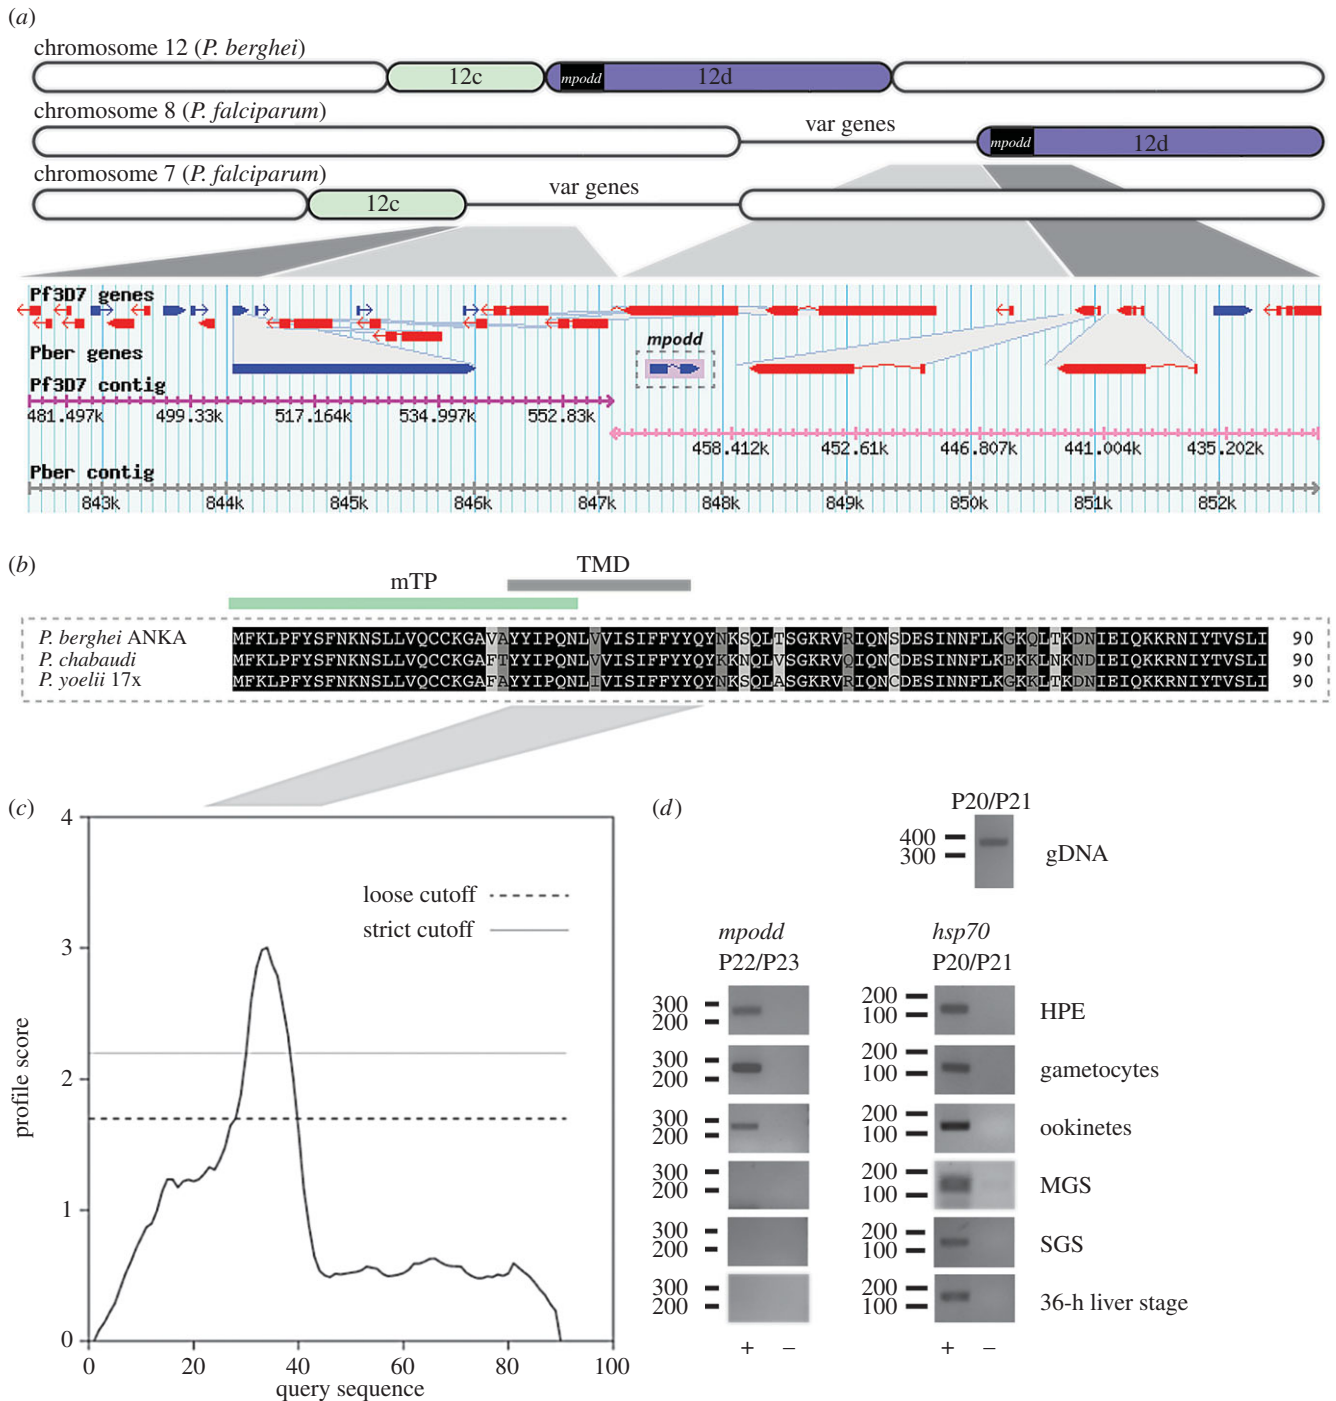 (a)
chromosome 12 (P. berghei)
12c
mpodd
12d
chromosome 8 (P. falciparum)
var genes
mpodd
12d
chromosome 7 (P. falciparum)
12c
var genes
Pf3D7 genes
Pber genes
mpodd
Pf3D7 contig
481.497k 499.33k 517.164k 534.997k 552.83k
458.412k 452.61k 446.807k 441.004k 435.202k
Pber contig
843k 844k 845k 846k 847k 848k 849k 850k 851k 852k
(b)
mTP
TMD
P. berghei ANKA MFKLPFYSFNKNSLLVQCCKGAVAYYIPQNLVVISIFFYYQYNKSQLTSGKRVRIQNSDESINNFLKGKQLTKDNIEIQKKRNIYTVSLI 90
P. chabaudi MFKLPFYSFNKNSLLVQCCKGAFTYYIPQNLVVISIFFYYQYKKNQLVSGKRVQIQNCDESINNFLKEKKLNKNDIEIQKKRNIYTVSLI 90
P. yoelii 17x MFKLPFYSFNKNSLLVQCCKGAFAYYIPQNLIVISIFFYYQYNKSQLASGKRVRIQNCDESINNFLKGKKLTKDNIEIQKKRNIYTVSLI 90
(c)
4
3
2
1
0
profile score
loose cutoff
strict cutoff
0 20 40 60 80 100
query sequence
(d)
P20/P21
400
300
gDNA
mpodd
P22/P23
hsp70
P20/P21
300
200
200
100
HPE
300
200
200
100
gametocytes
300
200
200
100
ookinetes
300
200
200
100
MGS
300
200
200
100
SGS
300
200
200
100
36-h liver stage
+ −
+ −